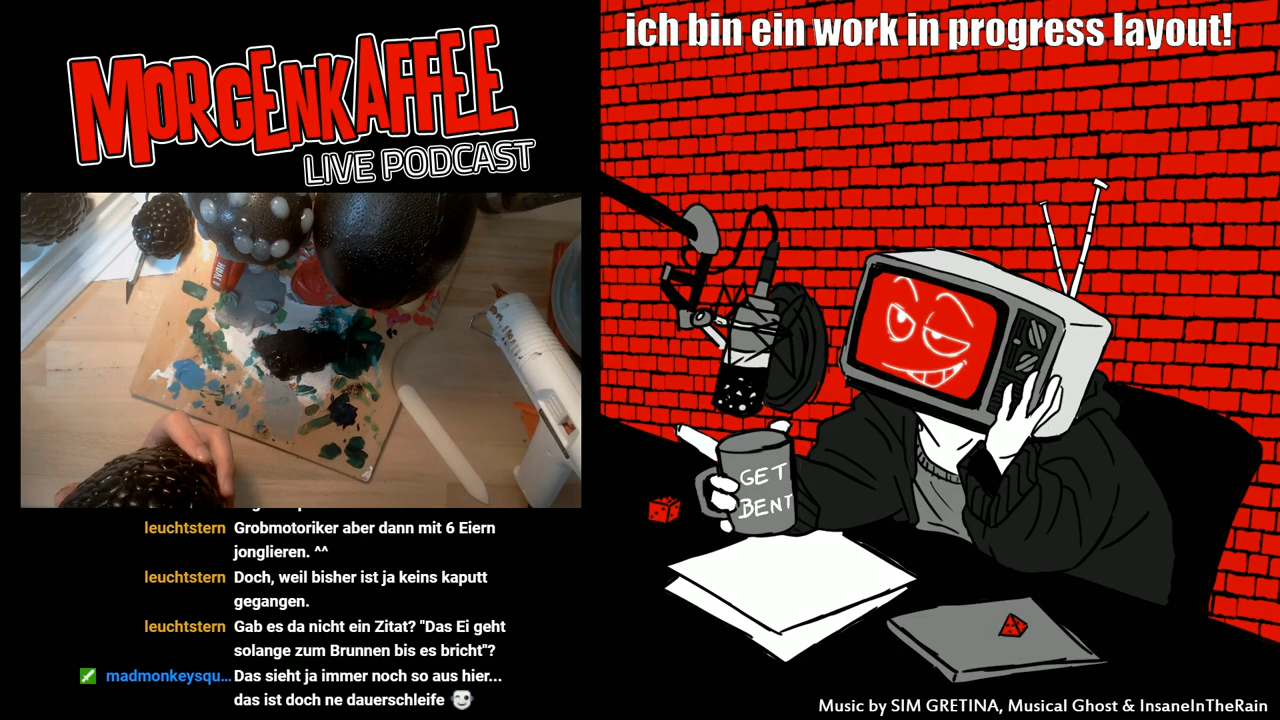 ich bin ein work in progress layout!
MORGENKAFFEE
LIVE PODCAST
GET
BENT
leuchtstern Grobmotoriker aber dann mit 6 Eiern
jonglieren. ^^
leuchtstern Doch, weil bisher ist ja keins kaputt
gegangen.
leuchtstern Gab es da nicht ein Zitat? "Das Ei geht
solange zum Brunnen bis es bricht"?
madmonkeysqu... Das sieht ja immer noch so aus hier...
das ist doch ne dauerschleife
Music by SIM GRETINA, Musical Ghost & InsaneInTheRain